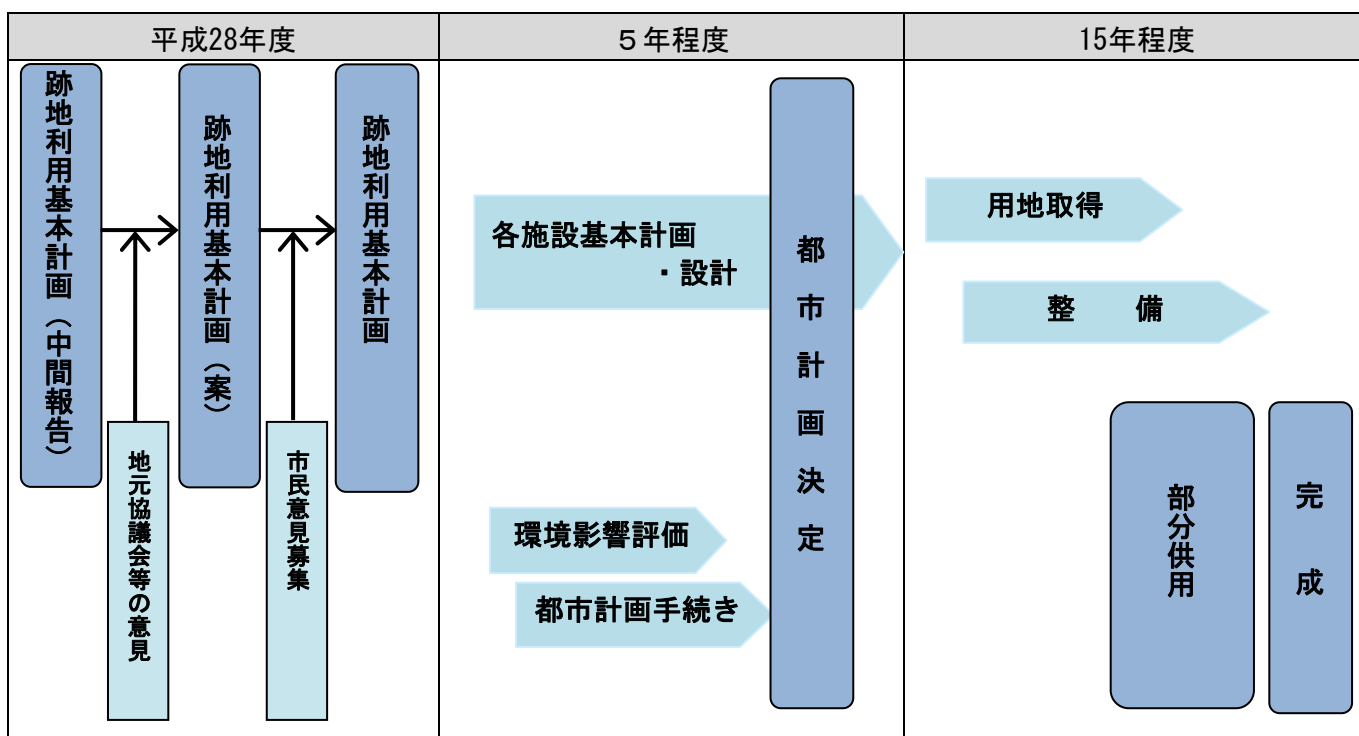 平成28年度
５年程度
15年程度
跡地利用基本計画（中間報告）
地元協議会等の意見
跡地利用基本計画（案）
市民意見募集
跡地利用基本計画
各施設基本計画
・設計
環境影響評価
都市計画手続き
都市計画決定
用地取得
整　備
部分供用
完成